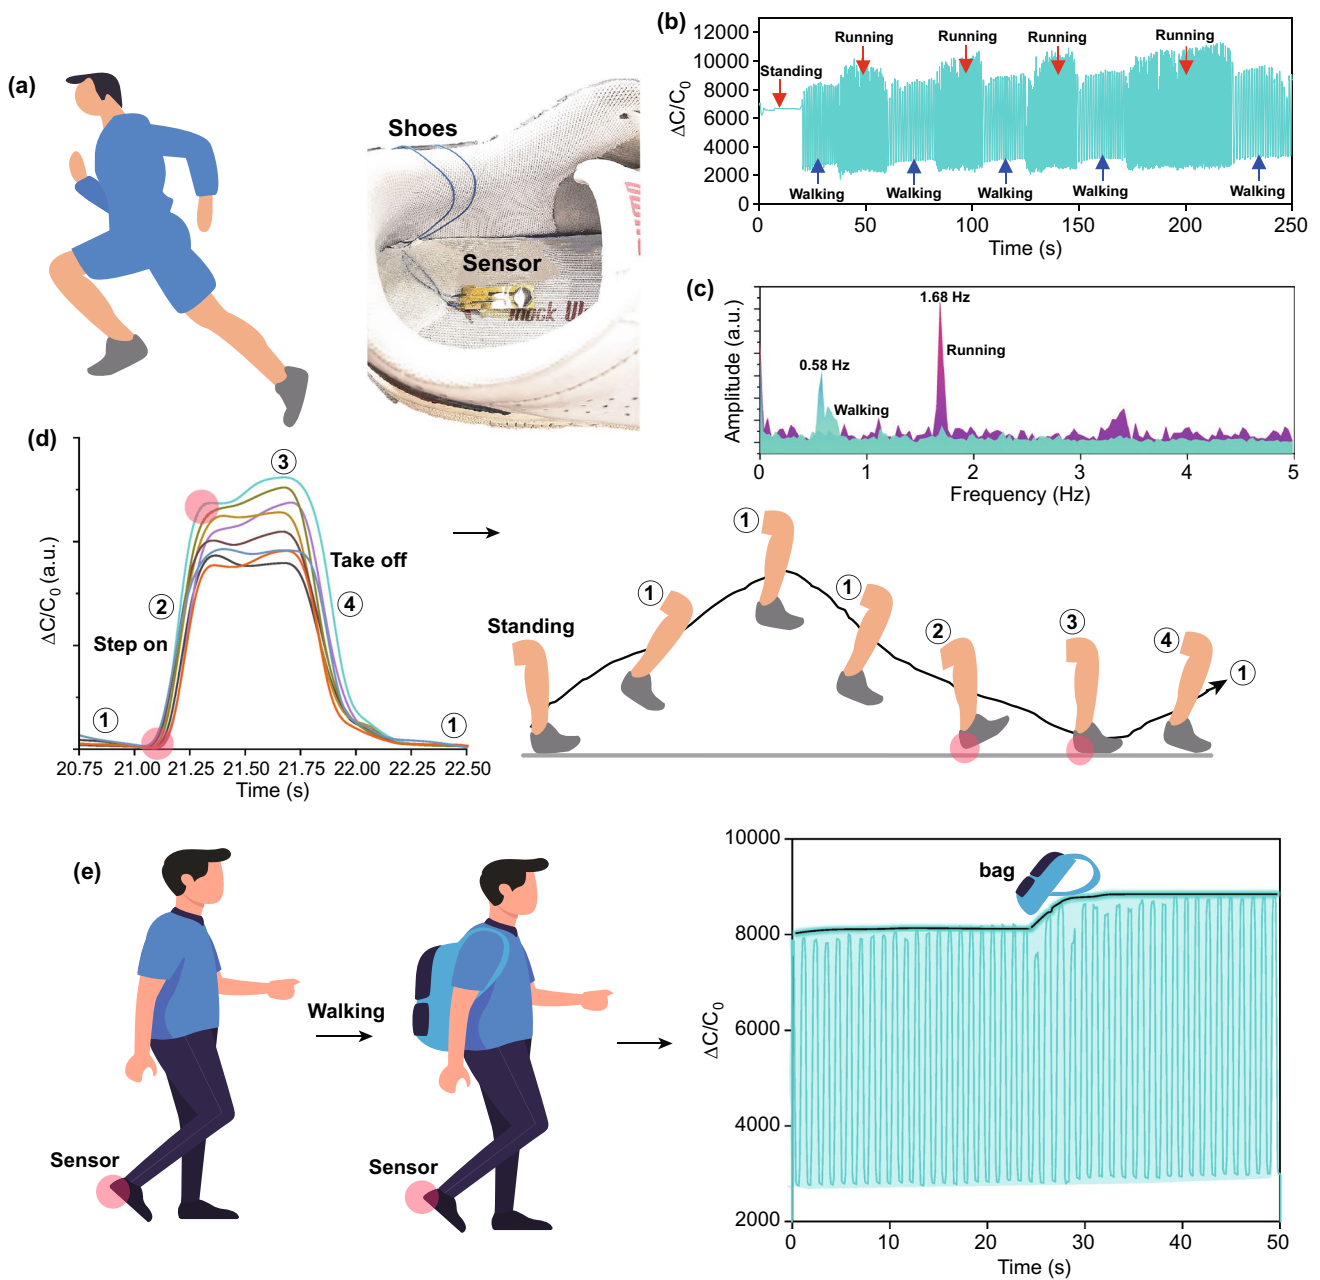 (a)
Shoes
Sensor
mock Ul
(b)
12000
10000
8000
6000
4000
2000
0
ΔC/C0
Standing
Running
Running
Running
Running
Walking
Walking
Walking
Walking
Walking
0 50 100 150 200 250
Time (s)
(c)
Amplitude (a.u.)
1.68 Hz
Running
0.58 Hz
Walking
0 1 2 3 4 5
Frequency (Hz)
(d)
ΔC/C0 (a.u.)
③
Take off
② ④
Step on
① ①
20.75 21.00 21.25 21.50 21.75 22.00 22.25 22.50
Time (s)
Standing
①
①
①
②
③
④
①
(e)
Walking
Sensor
Sensor
10000
8000
6000
4000
2000
ΔC/C0
bag
0 10 20 30 40 50
Time (s)